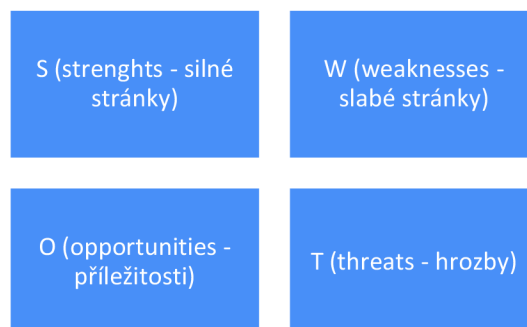 S (strenghts - silné
stránky)
W (weaknesses -
slabé stránky)
O (opportunities -
příležitosti)
T (threats - hrozby)